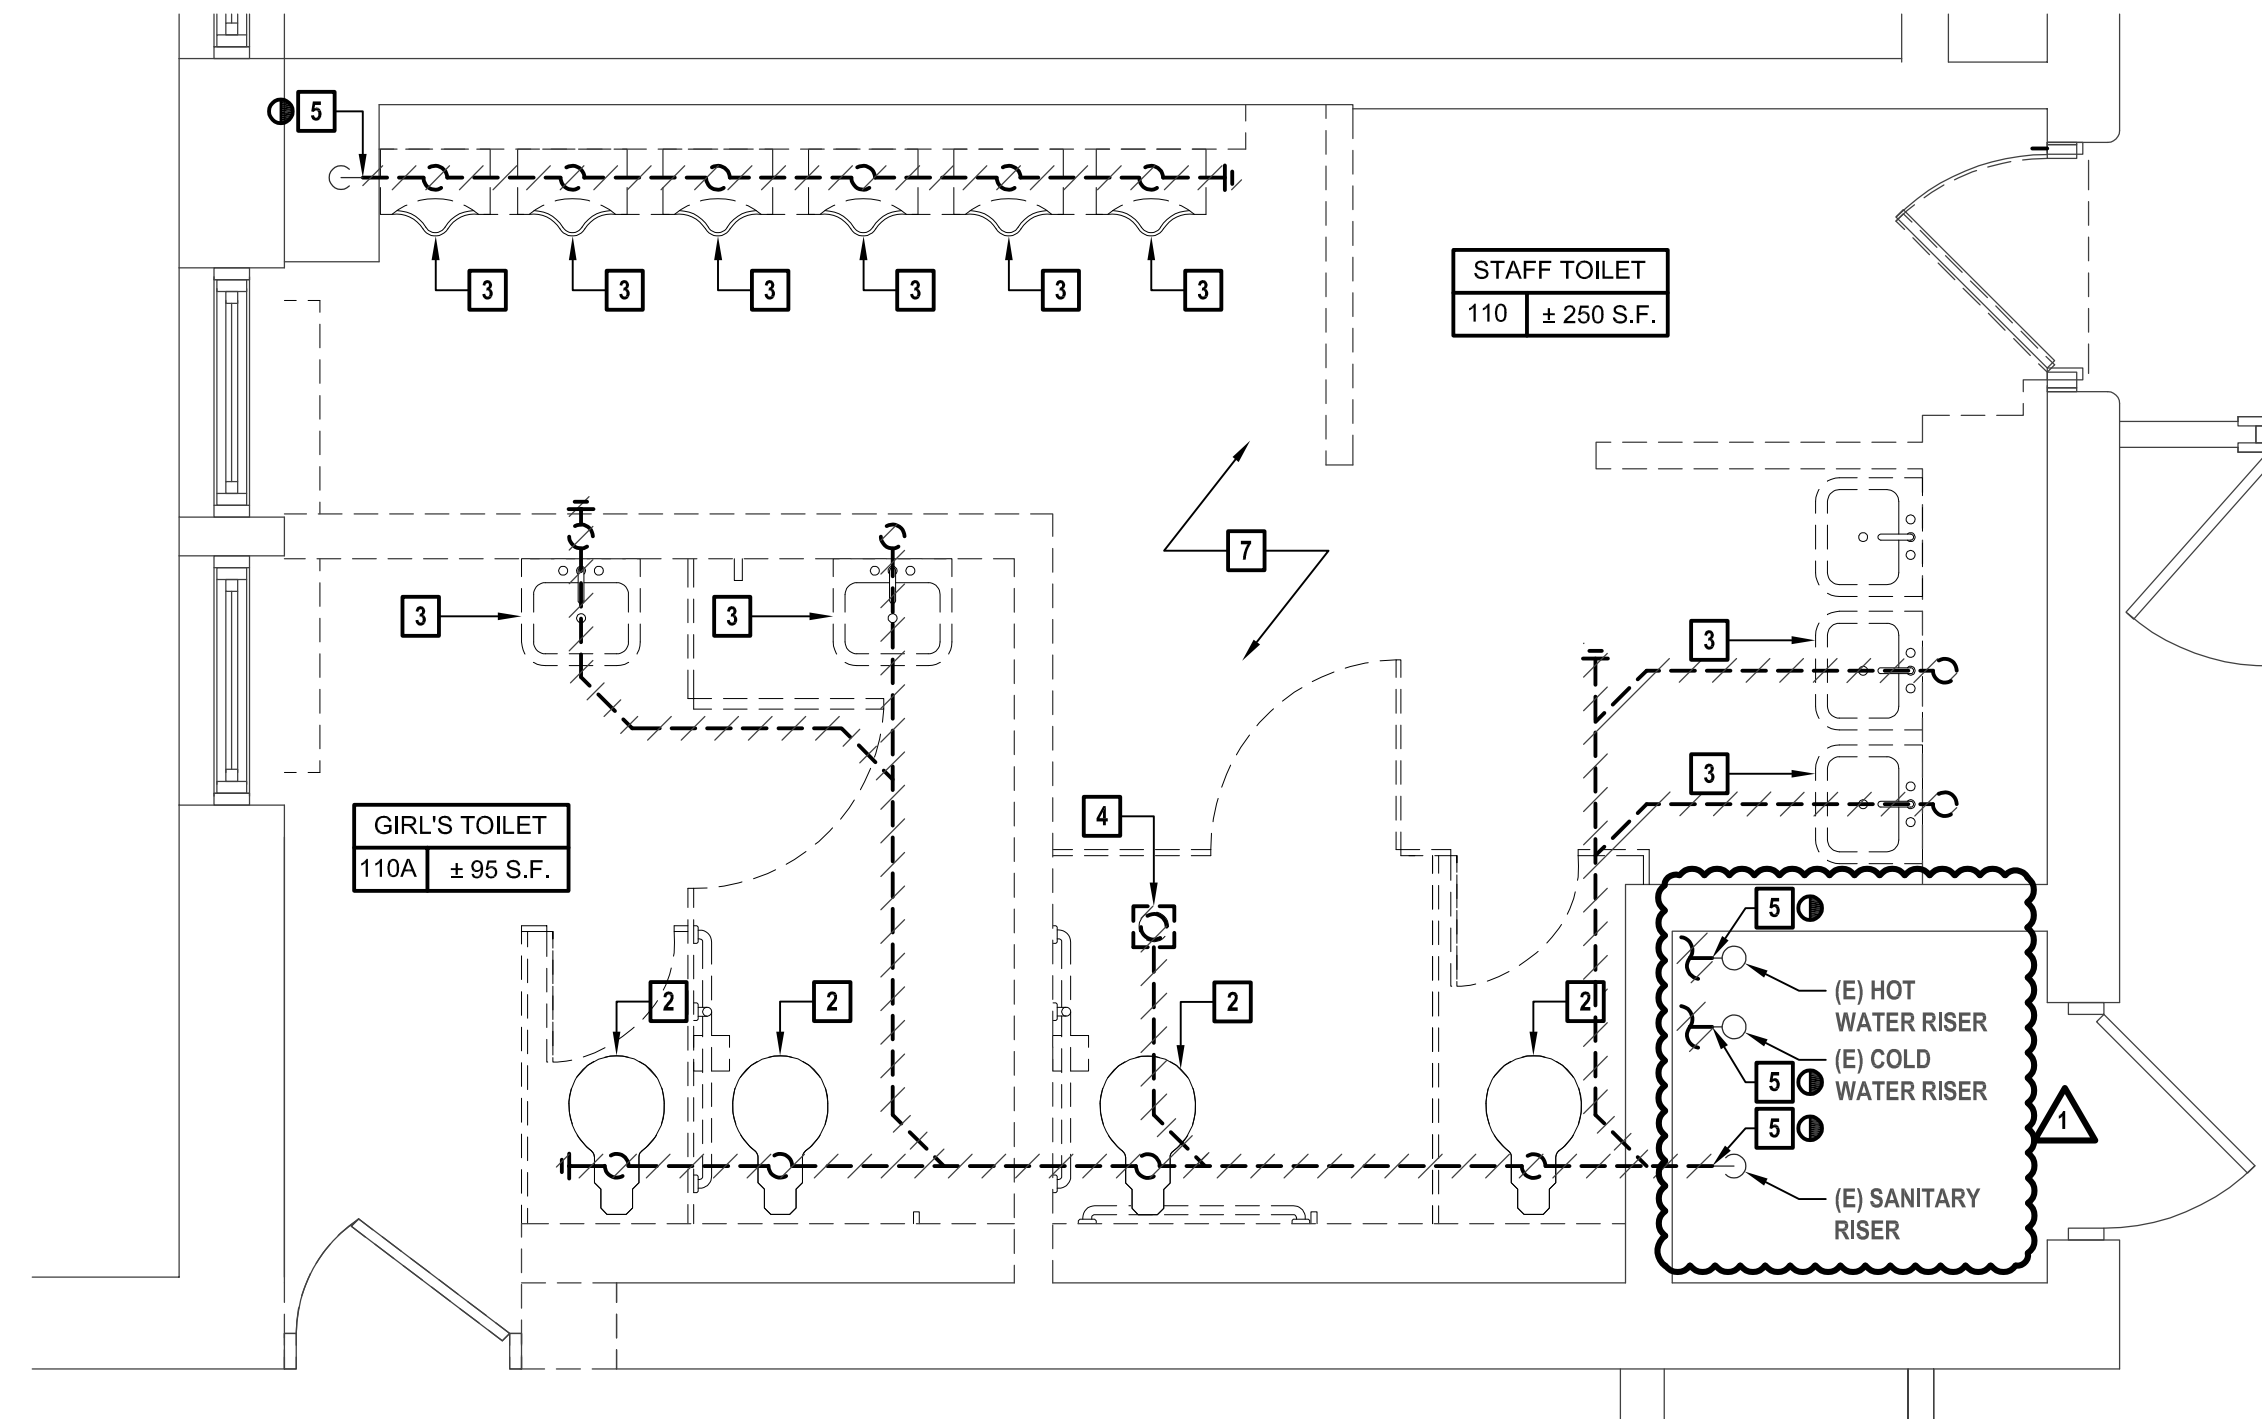 5
3
3
3
3
3
3
STAFF TOILET
110
± 250 S.F.
7
3
3
3
3
GIRL'S TOILET
110A
± 95 S.F.
4
2
2
2
2
5
(E) HOT
WATER RISER
(E) COLD
WATER RISER
5
5
1
(E) SANITARY
RISER